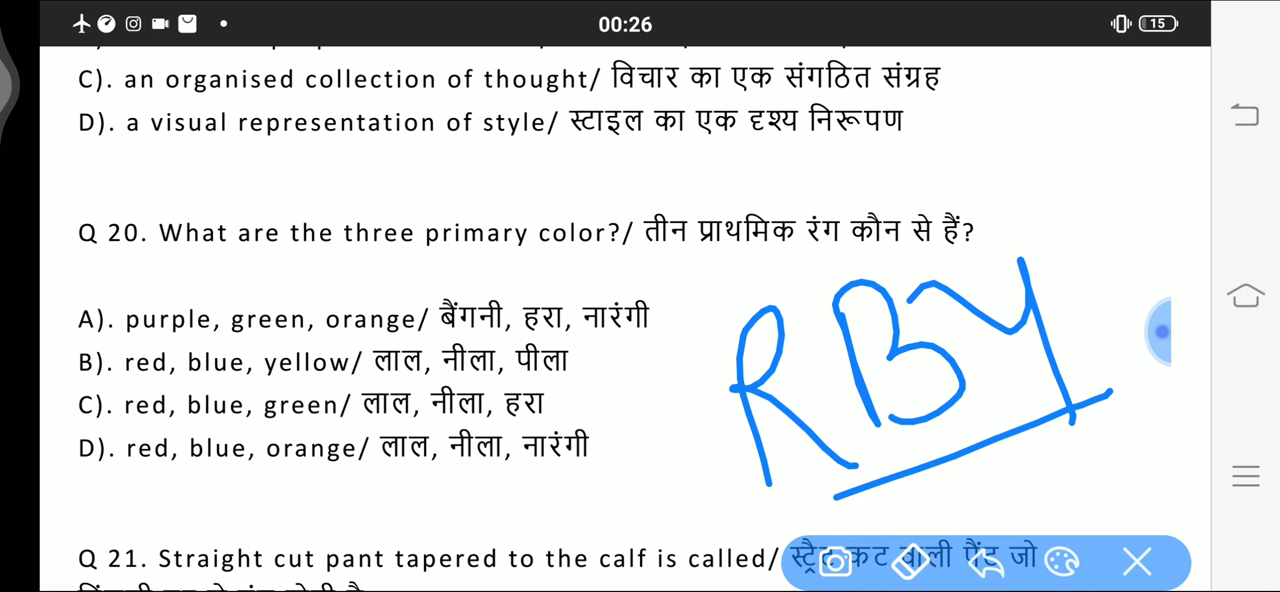 00:26
15
C). an organised collection of thought/ विचार का एक संगठित संग्रह
D). a visual representation of style/ स्टाइल का एक दृश्य निरूपण
Q 20. What are the three primary color?/ तीन प्राथमिक रंग कौन से हैं?
A). purple, green, orange/ बैंगनी, हरा, नारंगी
B). red, blue, yellow/ लाल, नीला, पीला
C). red, blue, green/ लाल, नीला, हरा
D). red, blue, orange/ लाल, नीला, नारंगी
RBY
Q 21. Straight cut pant tapered to the calf is called/ स्ट्रैट कट वाली पैंट जो